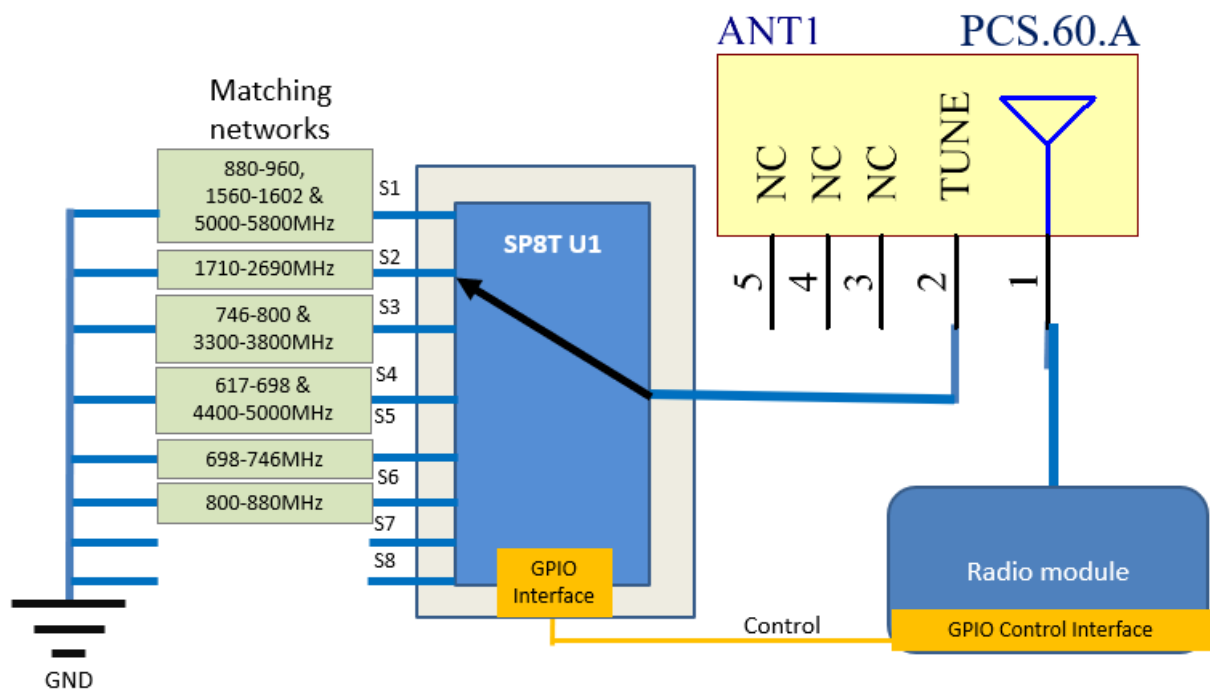 ANT1
PCS.60.A
Matching
networks
NC
NC
NC
TUNE
5
4
3
2
1
880-960,
1560-1602 &
5000-5800MHz
S1
SP8T U1
1710-2690MHz
S2
746-800 &
3300-3800MHz
S3
617-698 &
4400-5000MHz
S4
S5
698-746MHz
S6
800-880MHz
S7
S8
GPIO
Interface
Control
Radio module
GPIO Control Interface
GND